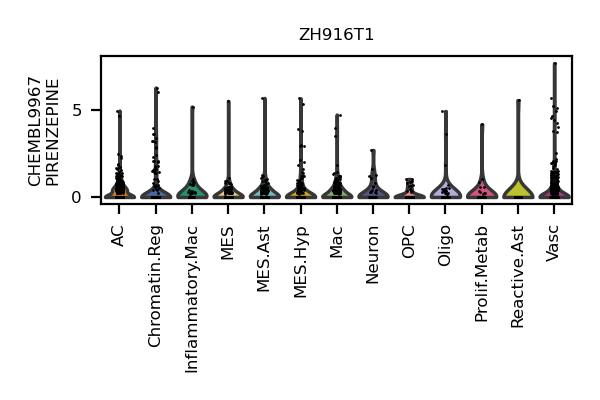 ZH916T1
CHEMBL9967
PIRENZEPINE
5
0
AC
Chromatin.Reg
Inflammatory.Mac
MES
MES.Ast
MES.Hyp
Mac
Neuron
OPC
Oligo
Prolif.Metab
Reactive.Ast
Vasc